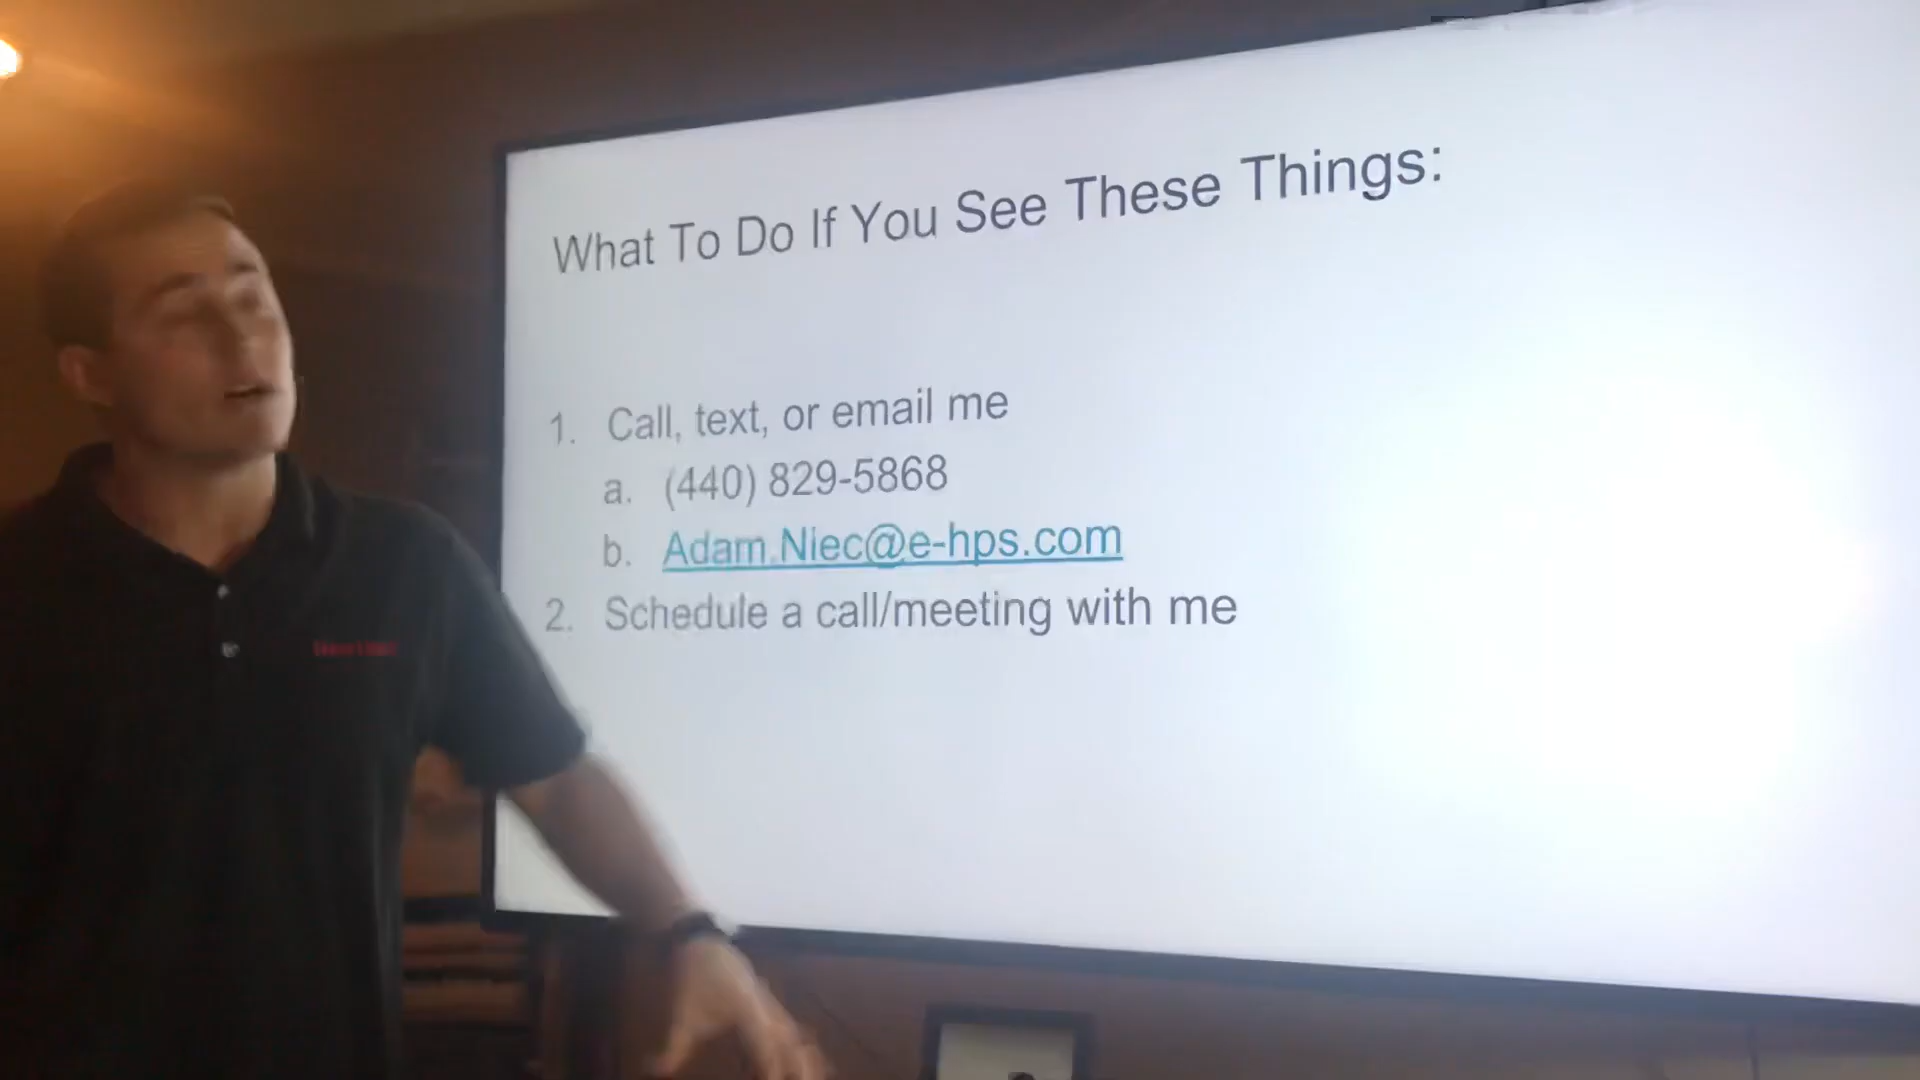 What To Do If You See These Things:
1. Call, text, or email me
a. (440) 829-5868
b. Adam.Niec@e-hps.com
2. Schedule a call/meeting with me